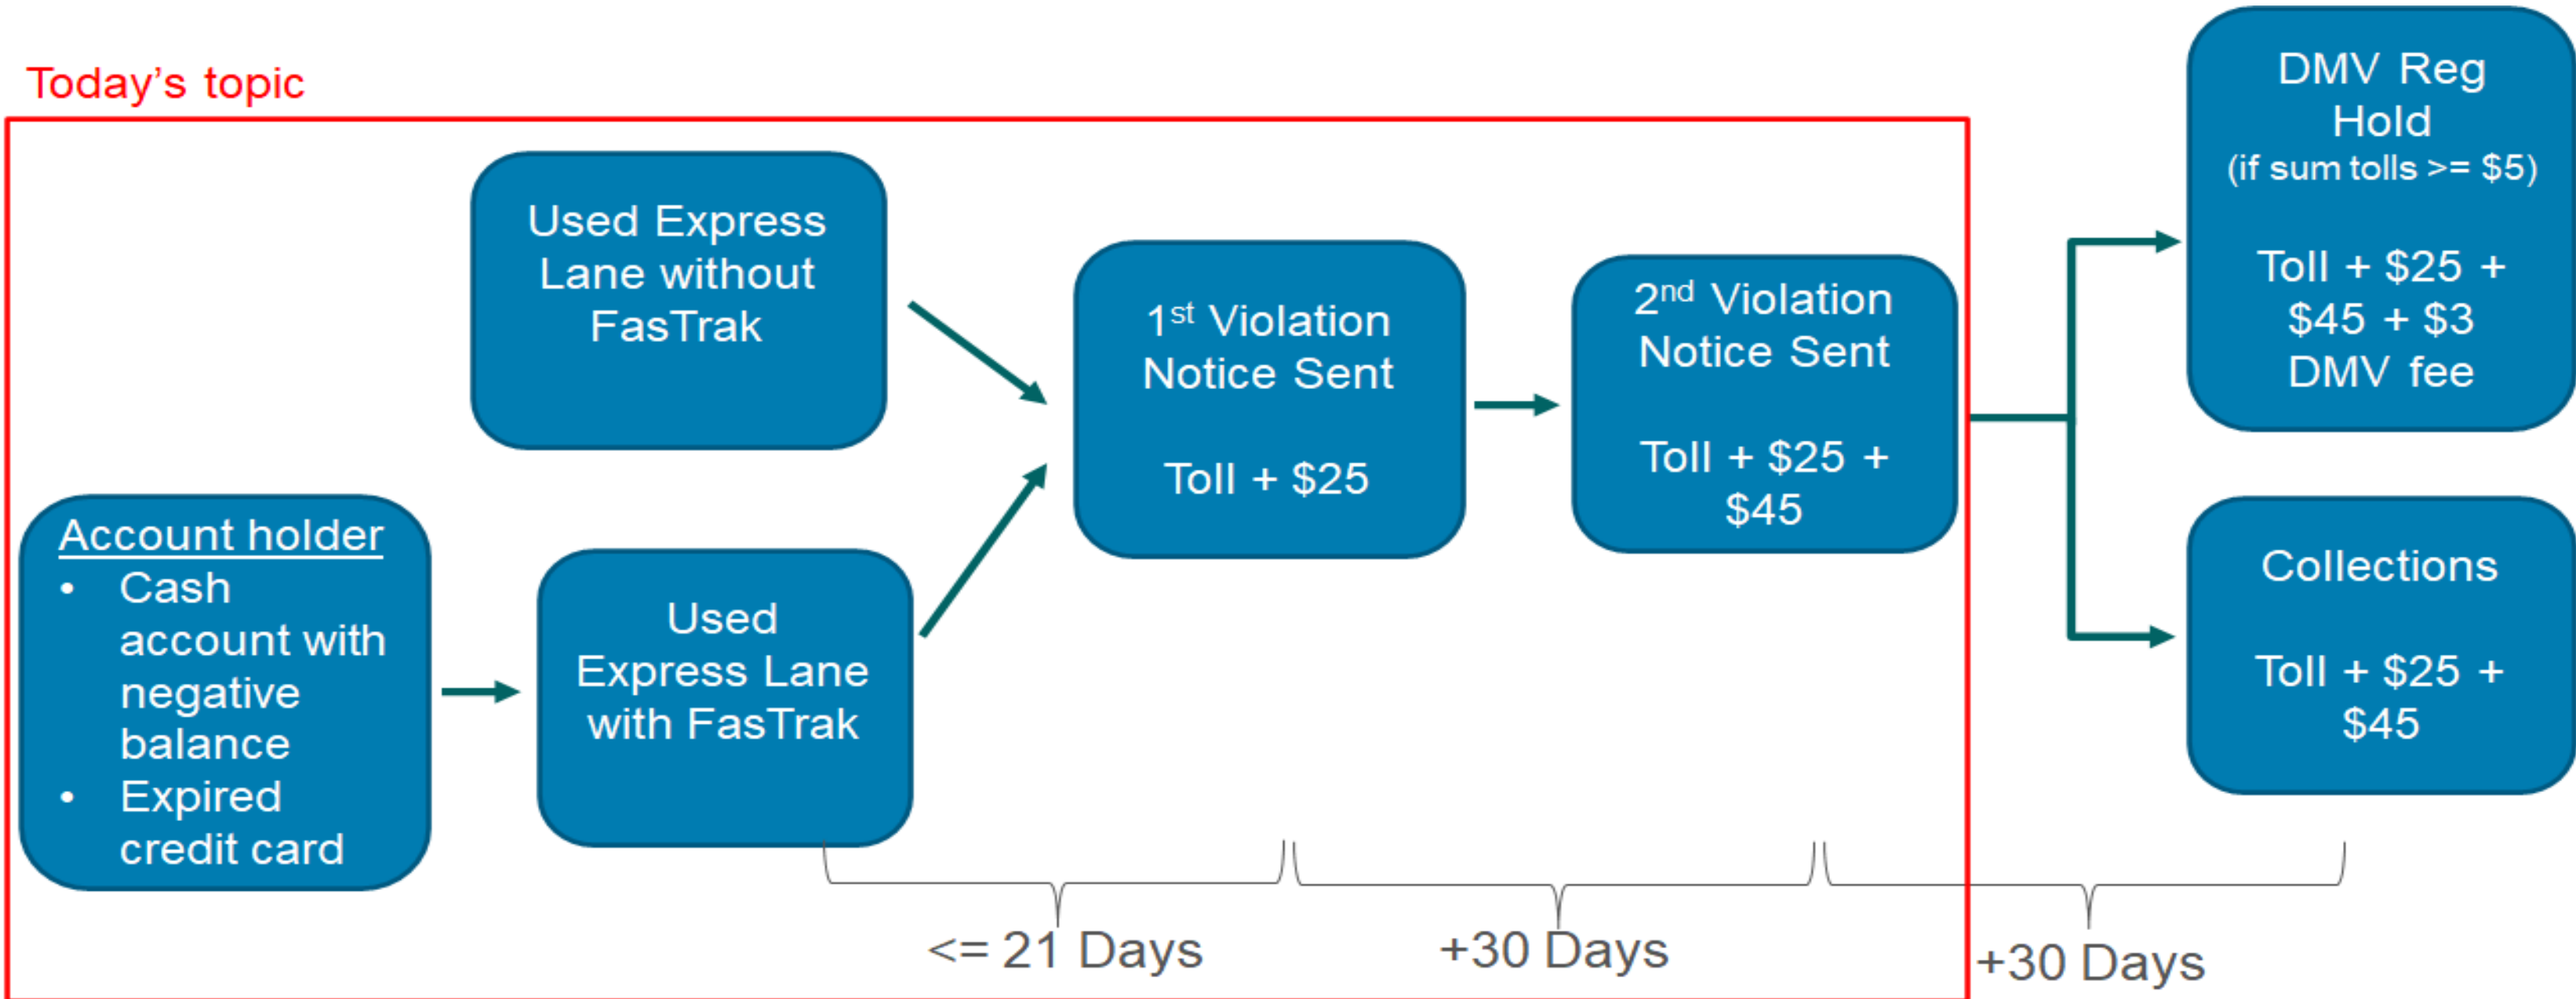 Today's topic
Used Express
Lane without
FasTrak
Account holder
• Cash
account with
negative
balance
• Expired
credit card
Used
Express Lane
with FasTrak
1st Violation
Notice Sent
Toll + $25
2nd Violation
Notice Sent
Toll + $25 +
$45
DMV Reg
Hold
(if sum tolls >= $5)
Toll + $25 +
$45 + $3
DMV fee
Collections
Toll + $25 +
$45
<= 21 Days
+30 Days
+30 Days